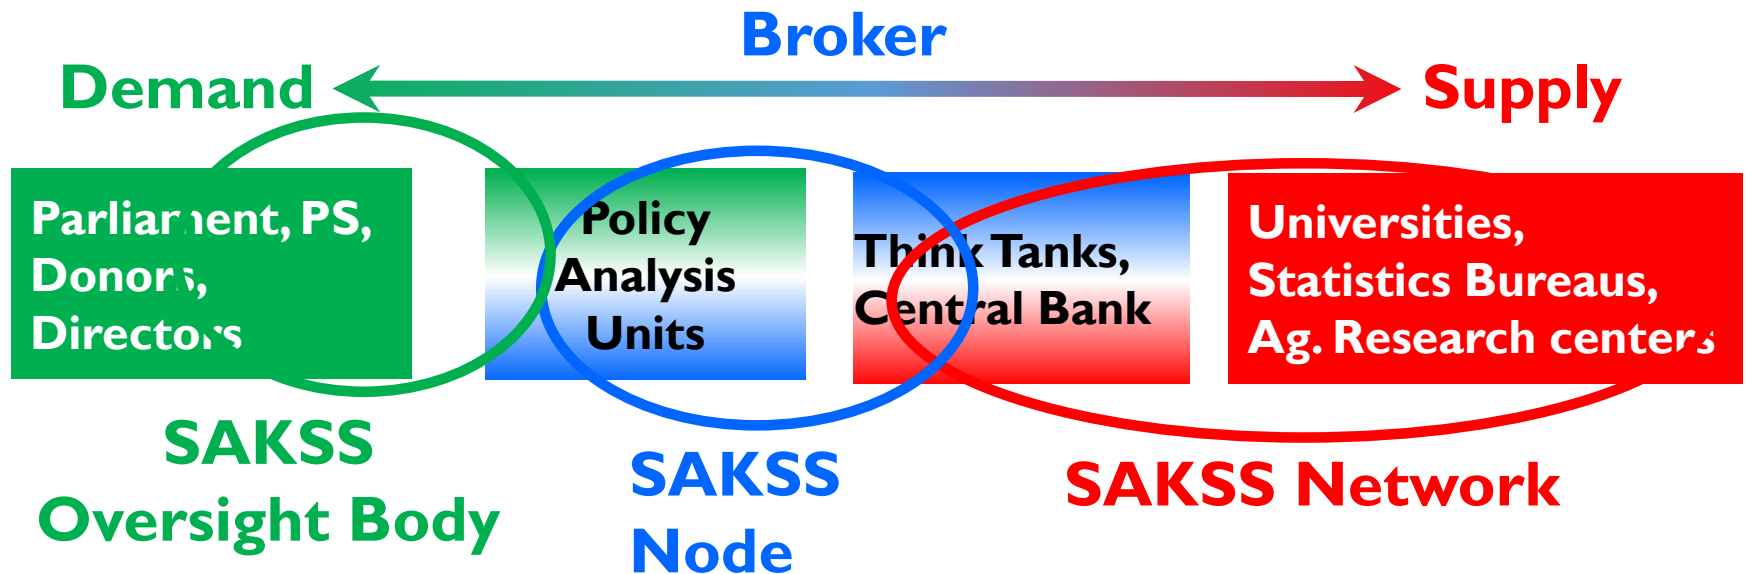 Broker
Demand
Supply
Parliament, PS,
Donors,
Directors
Policy
Analysis
Units
Think Tanks,
Central Bank
Universities,
Statistics Bureaus,
Ag. Research centers
SAKSS
Oversight Body
SAKSS
Node
SAKSS Network